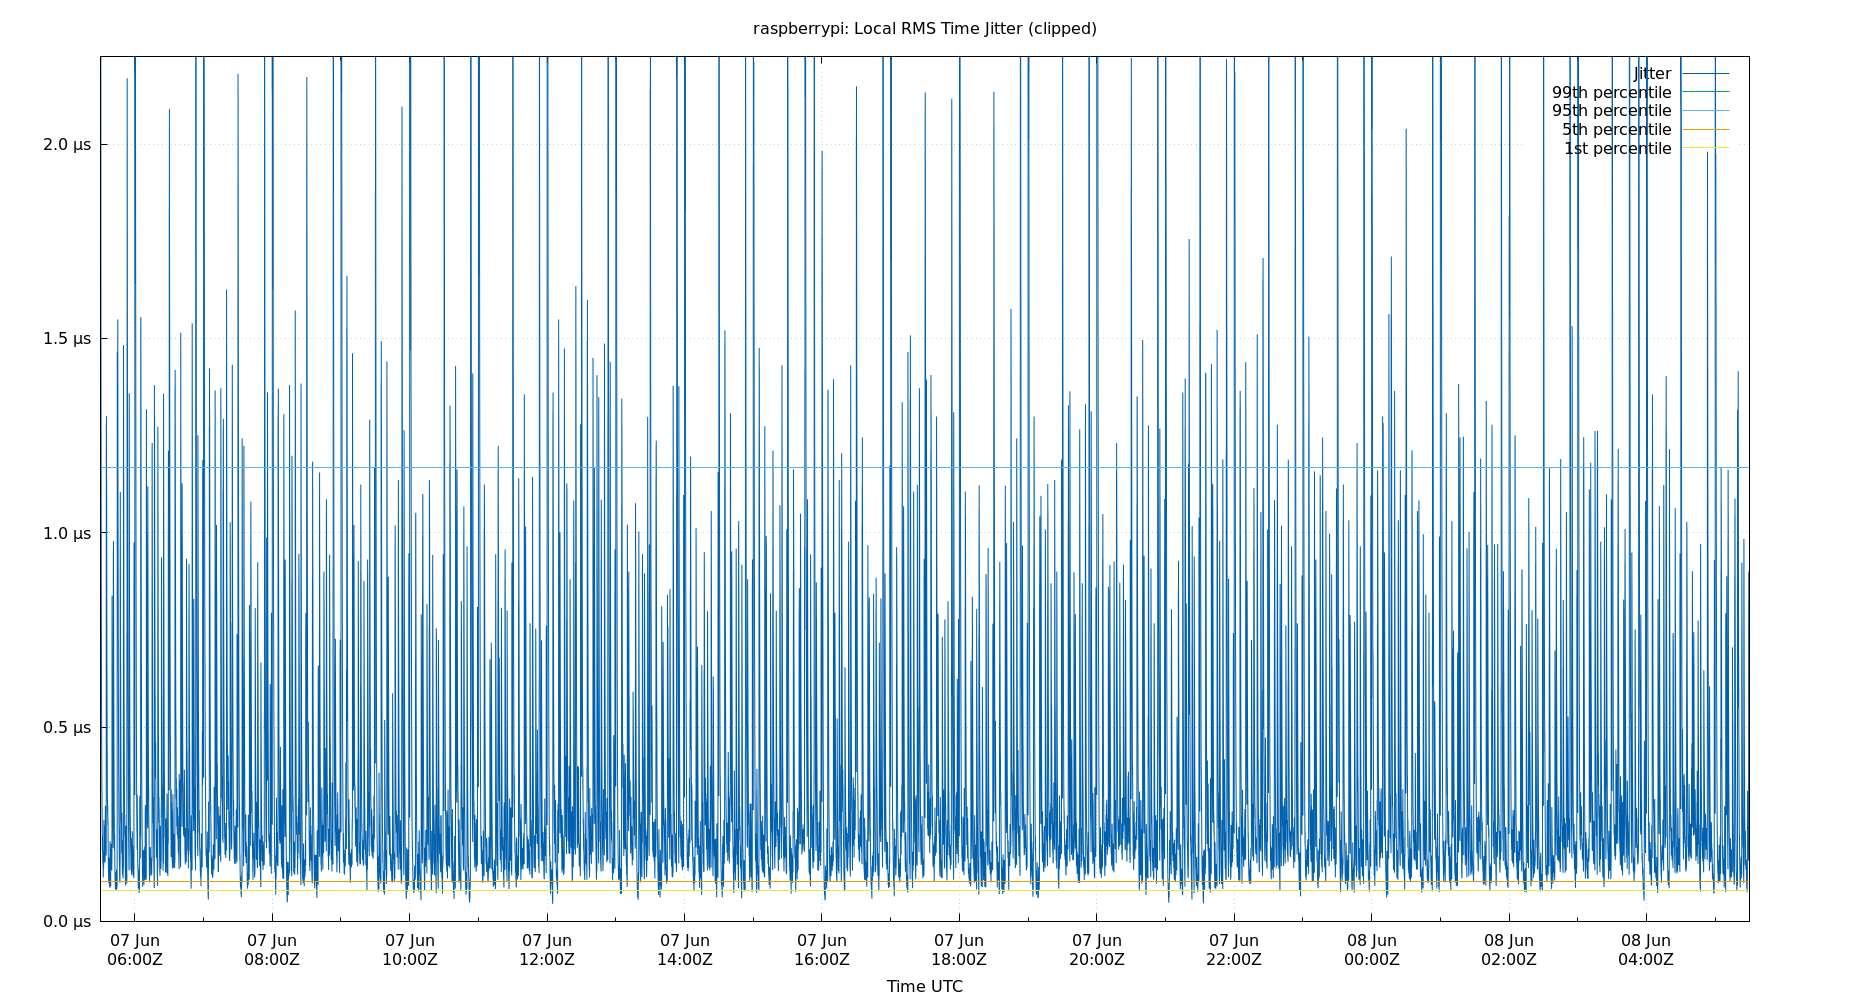 raspberrypi: Local RMS Time Jitter (clipped)
Jitter
99th percentile
95th percentile
5th percentile
1st percentile
2.0 µs
1.5 µs
1.0 µs
0.5 µs
0.0 µs
07 Jun 07 Jun 07 Jun 07 Jun 07 Jun 07 Jun 07 Jun 07 Jun 07 Jun 08 Jun 08 Jun 08 Jun
06:00Z 08:00Z 10:00Z 12:00Z 14:00Z 16:00Z 18:00Z 20:00Z 22:00Z 00:00Z 02:00Z 04:00Z
Time UTC